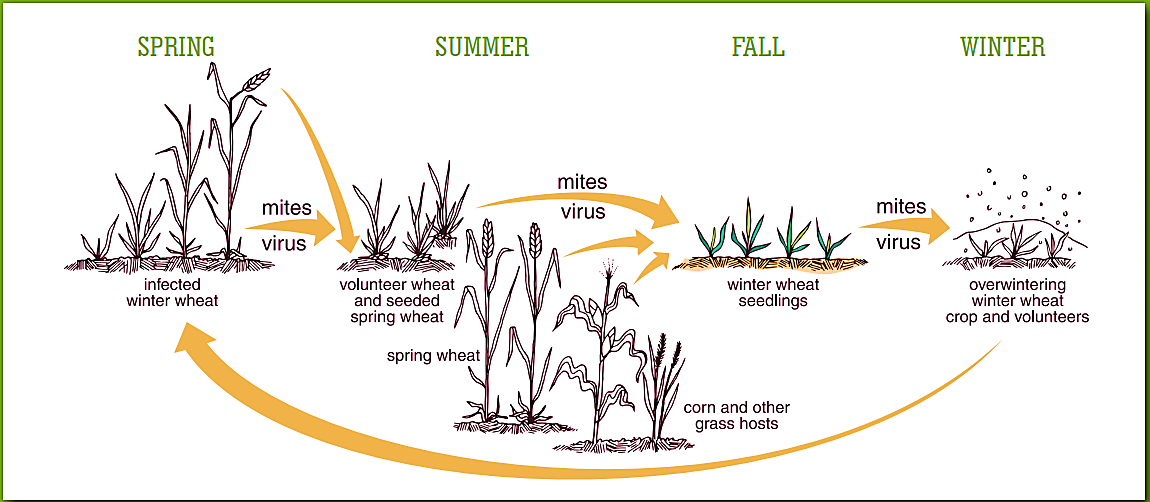 SPRING
SUMMER
FALL
WINTER
mites
virus
infected
winter wheat
volunteer wheat
and seeded
spring wheat
spring wheat
mites
virus
corn and other
grass hosts
winter wheat
seedlings
mites
virus
overwintering
winter wheat
crop and volunteers